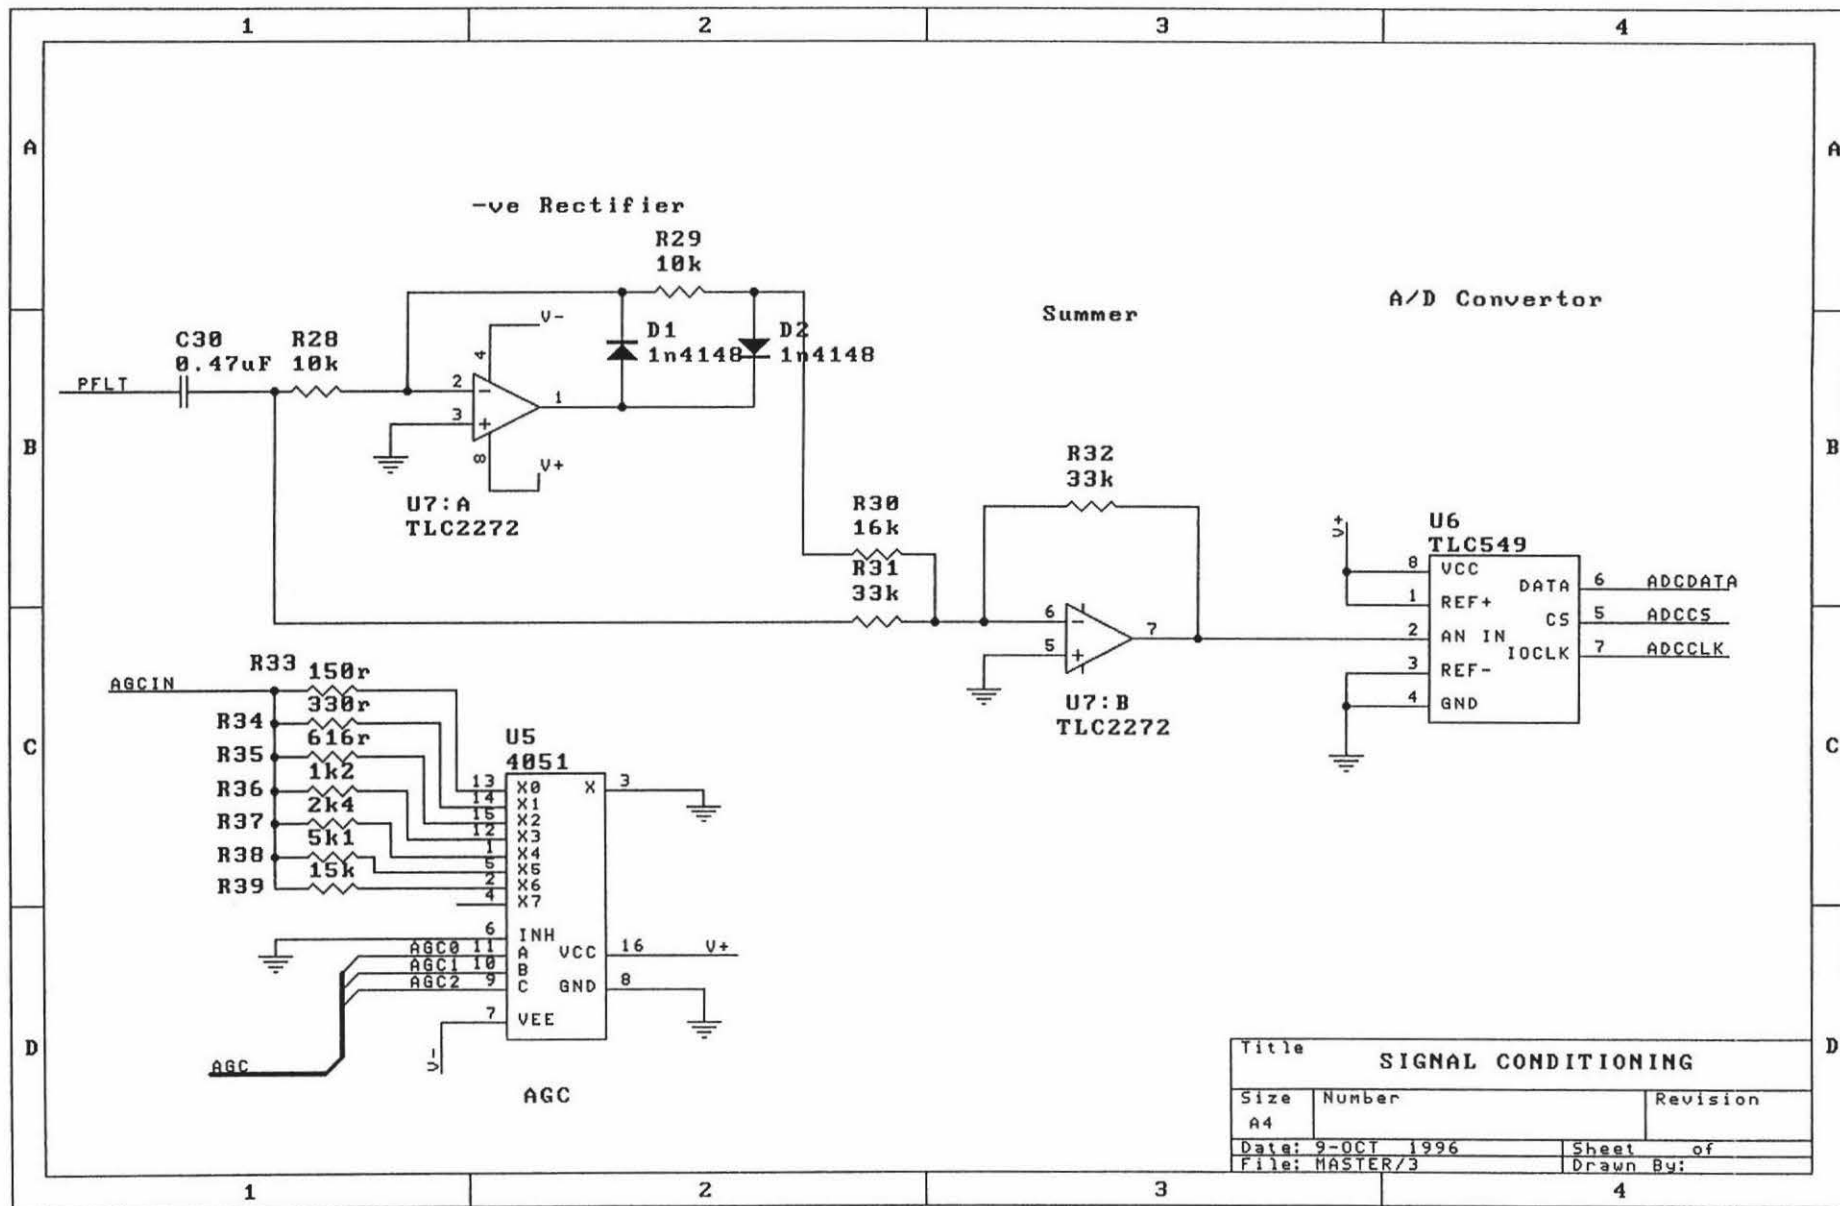 1 2 3 4
A A
-ve Rectifier
R29
10k
A/D Convertor
Summer
V-
C30
0.47uF
R28
10k
D1
1n4148
D2
1n4148
4
PFLT
2
-
1
3
+
B B
8
V+
U7:A
TLC2272
R32
33k
R30
16k
R31
33k
V+
U6
TLC549
8 VCC
1 REF+
2 AN IN
3 REF-
4 GND
DATA 6 ADCDATA
CS 5 ADCCS
IOCLK 7 ADCCLK
6
-
7
5
+
U7:B
TLC2272
AGCIN
R33 150r
R34 330r
R35 616r
R36 1k2
R37 2k4
R38 5k1
R39 15k
C C
U5
4051
13 X0
14 X1
15 X2
12 X3
1 X4
5 X5
2 X6
4 X7
X 3
6 INH
AGC0 11 A
AGC1 10 B
AGC2 9 C
VCC 16 V+
GND 8
7 VEE
V-
AGC
AGC
D D
Title SIGNAL CONDITIONING
Size Number Revision
A4
Date: 9-OCT 1996 Sheet of
File: MASTER/3 Drawn By:
1 2 3 4